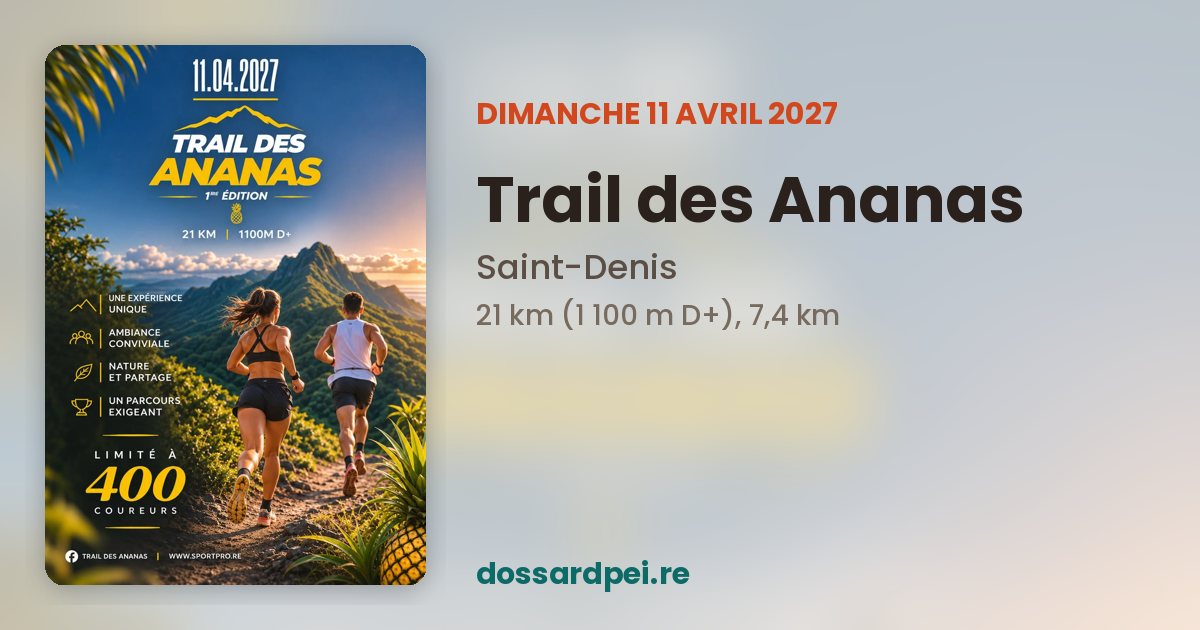 11.04.2027
TRAIL DES
ANANAS
1ère ÉDITION
21 KM | 1100M D+
UNE EXPÉRIENCE
UNIQUE
AMBIANCE
CONVIVIALE
NATURE
ET PARTAGE
UN PARCOURS
EXIGEANT
LIMITÉ À
400
COUREURS
TRAIL DES ANANAS | WWW.SPORTPRO.RE
DIMANCHE 11 AVRIL 2027
Trail des Ananas
Saint-Denis
21 km (1 100 m D+), 7,4 km
dossardpei.re